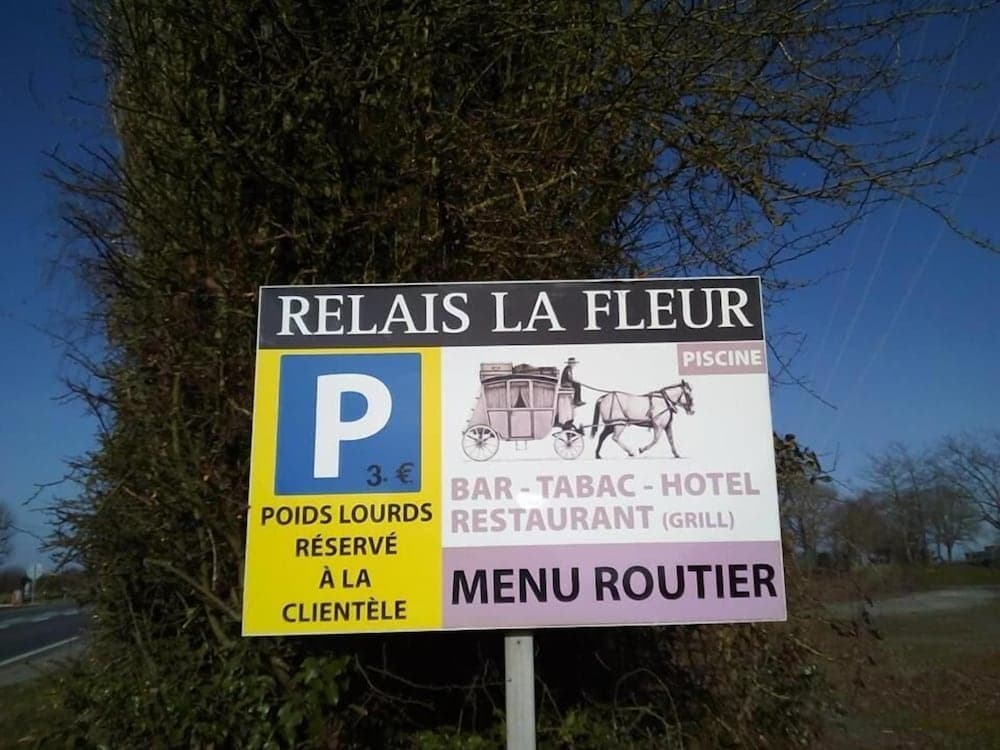 RELAIS LA FLEUR
P
3.€
POIDS LOURDS
RÉSERVÉ
À LA
CLIENTÈLE
PISCINE
BAR - TABAC - HOTEL
RESTAURANT (GRILL)
MENU ROUTIER